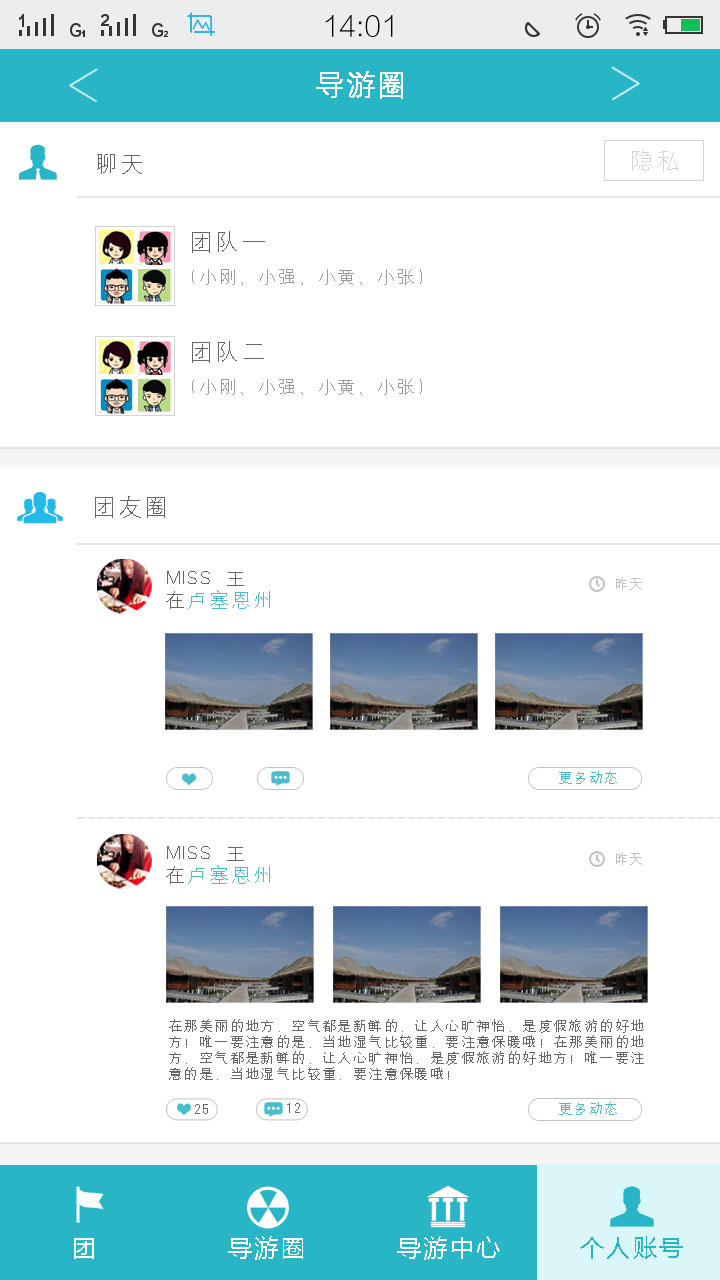 1 G1 2 G2 14:01
导游圈
聊天 隐私
团队一
(小刚、小强、小黄、小张)
团队二
(小刚、小强、小黄、小张)
团友圈
MISS 王 昨天
在卢塞恩州
更多动态
MISS 王 昨天
在卢塞恩州
在那美丽的地方．空气都是新鲜的．让人心旷神怡．是度假旅游的好地
方！唯一要注意的是．当地湿气比较重．要注意保暖哦！在那美丽的地
方．空气都是新鲜的．让人心旷神怡．是度假旅游的好地方！唯一要注
意的是．当地湿气比较重．要注意保暖哦！
25 12 更多动态
团 导游圈 导游中心 个人账号